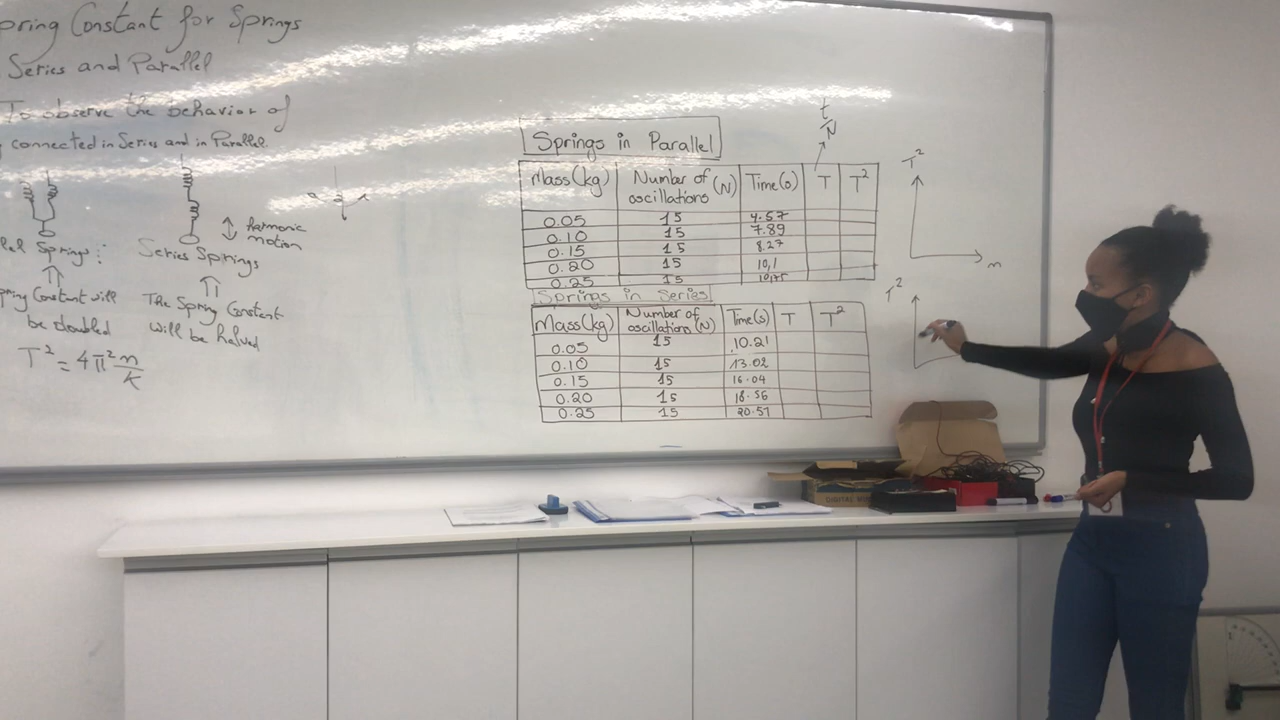 pring Constant for Springs
Series and Parallel
To observe the behavior of
connected in Series and in Parallel.
lel Springs:
Series Springs
harmonic
motion
pring Constant will
be doubled
The Spring Constant
will be halved
T² = 4π² m/K
t/N
Springs in Parallel
Mass(kg) Number of oscillations (N) Time(s) T T²
0.05 15 4.57
0.10 15 7.89
0.15 15 8.27
0.20 15 10,1
0.25 15 10,75
Springs in Series
Mass(kg) Number of oscillations (N) Time(s) T T²
0.05 15 10.21
0.10 15 13.02
0.15 15 16.04
0.20 15 18.56
0.25 15 20.57
T²
m
T²
DIGITAL